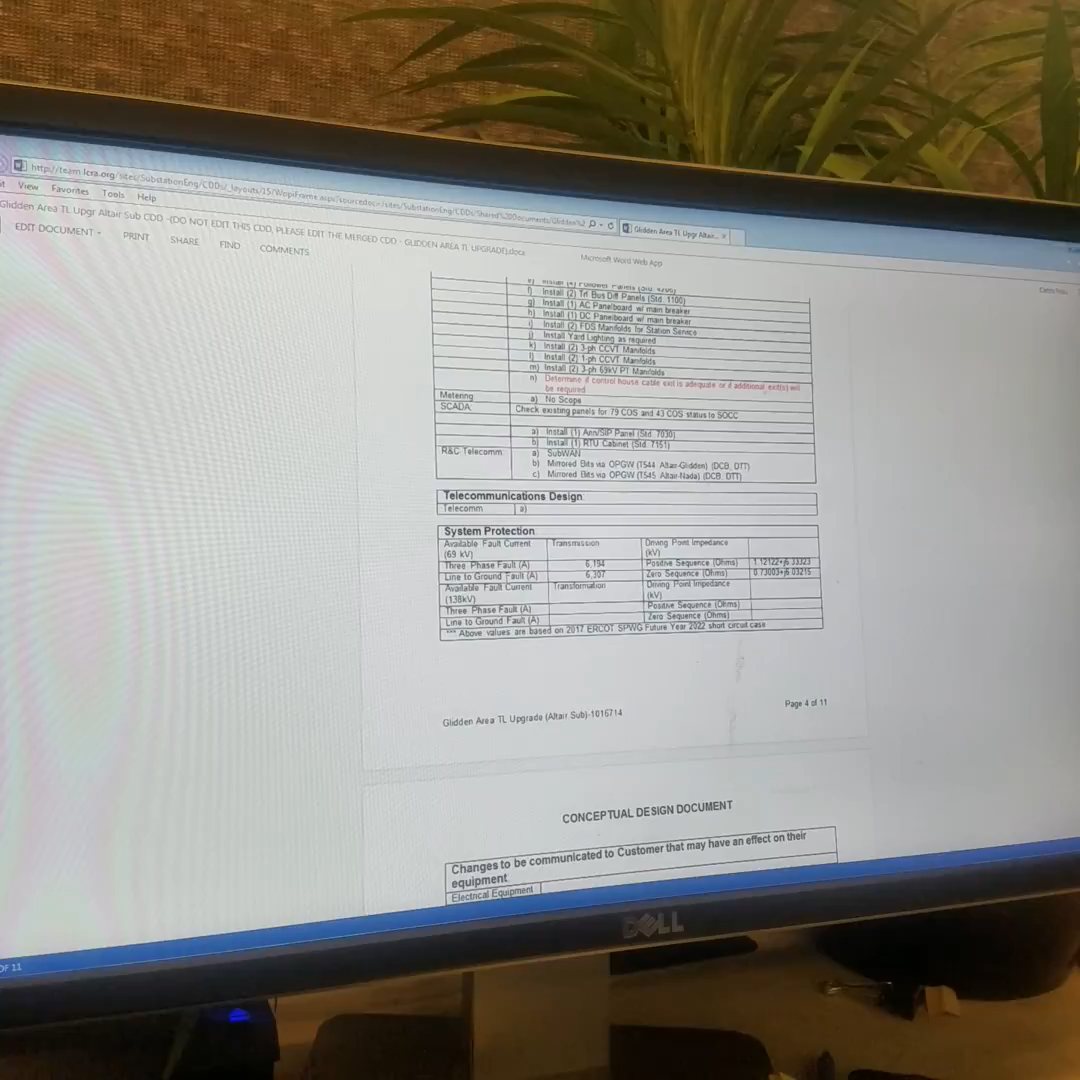 http://team.lcra.org/sites/SubstationEng/CDDs/_layouts/15/WopiFrame.aspx?sourcedoc=/sites/SubstationEng/CDDs/Shared%20Documents/Glidden%2
Glidden Area TL Upgr Altair... ×
View Favorites Tools Help
Glidden Area TL Upgr Altair Sub CDD -(DO NOT EDIT THIS CDD, PLEASE EDIT THE MERGED CDD - GLIDDEN AREA TL UPGRADE).docx
Microsoft Word Web App
EDIT DOCUMENT PRINT SHARE FIND COMMENTS
f) Install (2) Trf Bus Diff Panels (Std. 1100)
g) Install (1) AC Panelboard w/ main breaker
h) Install (1) DC Panelboard w/ main breaker
i) Install (2) FDS Manifolds for Station Service
j) Install Yard Lighting as required
k) Install (2) 3-ph CCVT Manifolds
l) Install (2) 1-ph CCVT Manifolds
m) Install (2) 3-ph 69kV PT Manifolds
n) Determine if control house cable exit is adequate or if additional exit(s) will
be required
Metering a) No Scope
SCADA: Check existing panels for 79 COS and 43 COS status to SOCC
a) Install (1) Ann/SIP Panel (Std. 7030)
b) Install (1) RTU Cabinet (Std. 7151)
R&C Telecomm a) SubWAN
b) Mirrored Bits via OPGW (T544 Altair-Glidden) (DCB, DTT)
c) Mirrored Bits via OPGW (T545 Altair-Nada) (DCB, DTT)
Telecommunications Design
Telecomm a)
System Protection
Available Fault Current Transmission Driving Point Impedance
(69 kV) (kV)
Three Phase Fault (A) 6,194 Positive Sequence (Ohms) 1.12122+j6.33323
Line to Ground Fault (A) 6,307 Zero Sequence (Ohms) 0.73003+j6.03215
Available Fault Current Transformation Driving Point Impedance
(138kV) (kV)
Three Phase Fault (A) Positive Sequence (Ohms)
Line to Ground Fault (A) Zero Sequence (Ohms)
*** Above values are based on 2017 ERCOT SPWG Future Year 2022 short circuit case
Glidden Area TL Upgrade (Altair Sub)-1016714 Page 4 of 11
CONCEPTUAL DESIGN DOCUMENT
Changes to be communicated to Customer that may have an effect on their
equipment
Electrical Equipment
OF 11
DELL